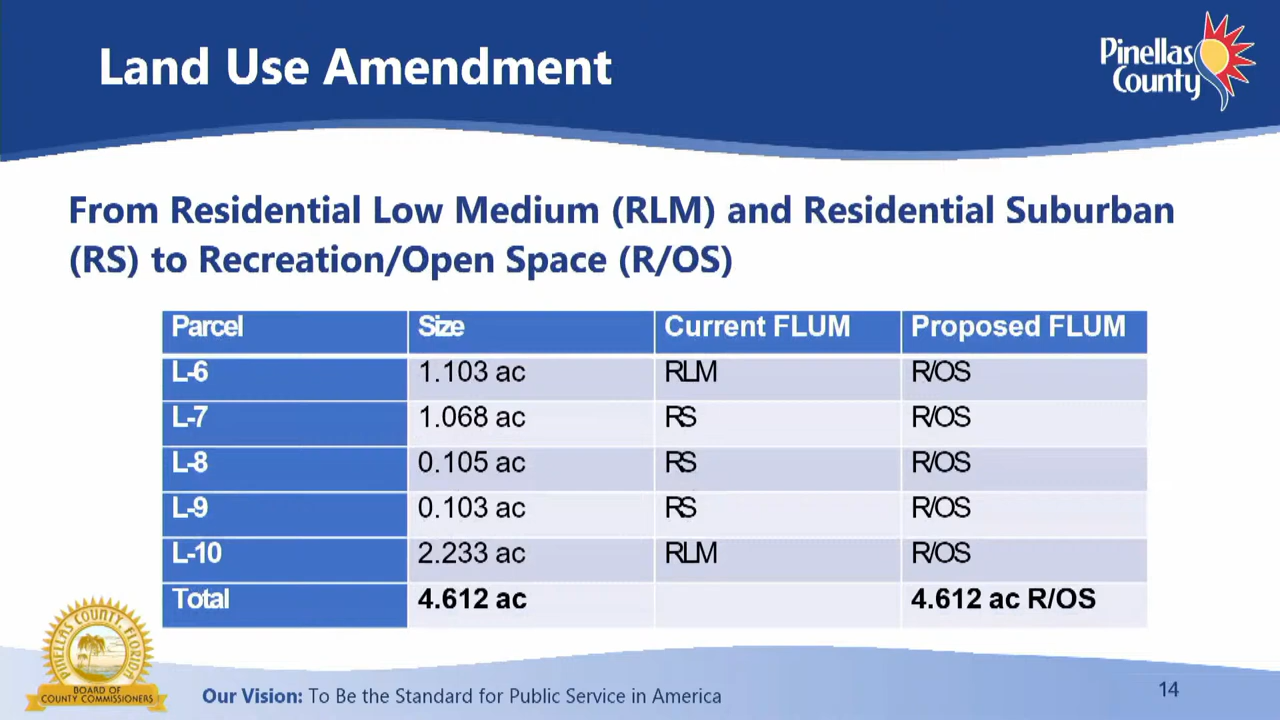 Land Use Amendment
Pinellas
County
From Residential Low Medium (RLM) and Residential Suburban
(RS) to Recreation/Open Space (R/OS)
Parcel Size Current FLUM Proposed FLUM
L-6 1.103 ac RLM R/OS
L-7 1.068 ac RS R/OS
L-8 0.105 ac RS R/OS
L-9 0.103 ac RS R/OS
L-10 2.233 ac RLM R/OS
Total 4.612 ac 4.612 ac R/OS
PINELLAS COUNTY, FLORIDA
BOARD OF
COUNTY COMMISSIONERS
Our Vision: To Be the Standard for Public Service in America
14